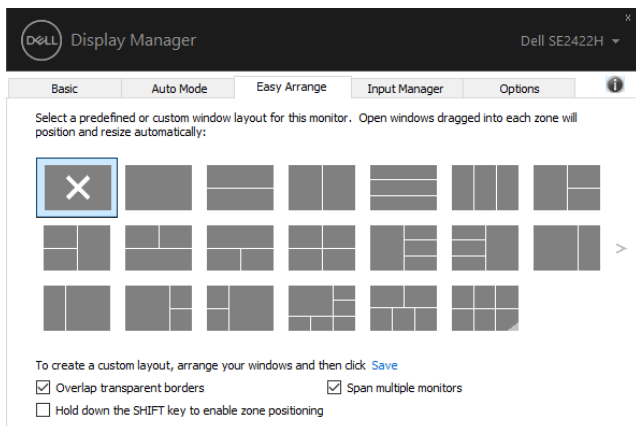 x
DELL Display Manager Dell SE2422H
Basic Auto Mode Easy Arrange Input Manager Options i
Select a predefined or custom window layout for this monitor. Open windows dragged into each zone will
position and resize automatically:
>
To create a custom layout, arrange your windows and then click Save
Overlap transparent borders Span multiple monitors
Hold down the SHIFT key to enable zone positioning